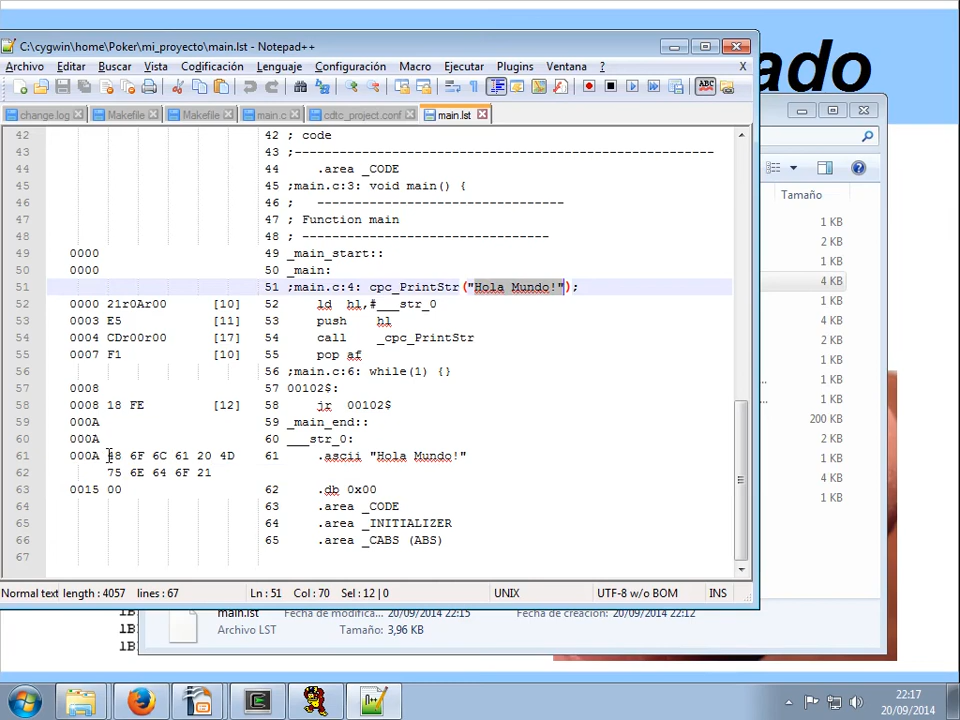 C:\cygwin\home\Poker\mi_proyecto\main.lst - Notepad++
ado
Archivo Editar Buscar Vista Codificación Lenguaje Configuración Macro Ejecutar Plugins Ventana ? X
change.log Makefile Makefile main.c cdtc_project.conf main.lst
Tamaño
42 42 ; code
43 43 ;--------------------------------------------------------
44 44 .area _CODE
45 45 ;main.c:3: void main() {
46 46 ; ---------------------------------
47 47 ; Function main
48 48 ; ---------------------------------
49 0000 49 _main_start::
50 0000 50 _main:
51 51 ;main.c:4: cpc_PrintStr("Hola Mundo!");
52 0000 21r0Ar00 [10] 52 ld hl,#___str_0
53 0003 E5 [11] 53 push hl
54 0004 CDr00r00 [17] 54 call _cpc_PrintStr
55 0007 F1 [10] 55 pop af
56 56 ;main.c:6: while(1) {}
57 0008 57 00102$:
58 0008 18 FE [12] 58 jr 00102$
59 000A 59 _main_end::
60 000A 60 ___str_0:
61 000A 48 6F 6C 61 20 4D 61 .ascii "Hola Mundo!"
62 75 6E 64 6F 21
63 0015 00 62 .db 0x00
64 63 .area _CODE
65 64 .area _INITIALIZER
66 65 .area _CABS (ABS)
67
1 KB
2 KB
1 KB
4 KB
1 KB
4 KB
1 KB
2 KB
1 KB
1 KB
200 KB
2 KB
1 KB
4 KB
1 KB
Normal text length : 4057 lines : 67 Ln : 51 Col : 70 Sel : 12 | 0 UNIX UTF-8 w/o BOM INS
main.lst Fecha de modifica... 20/09/2014 22:15 Fecha de creación: 20/09/2014 22:12
Archivo LST Tamaño: 3,96 KB
1B
1B
1B
22:17
20/09/2014